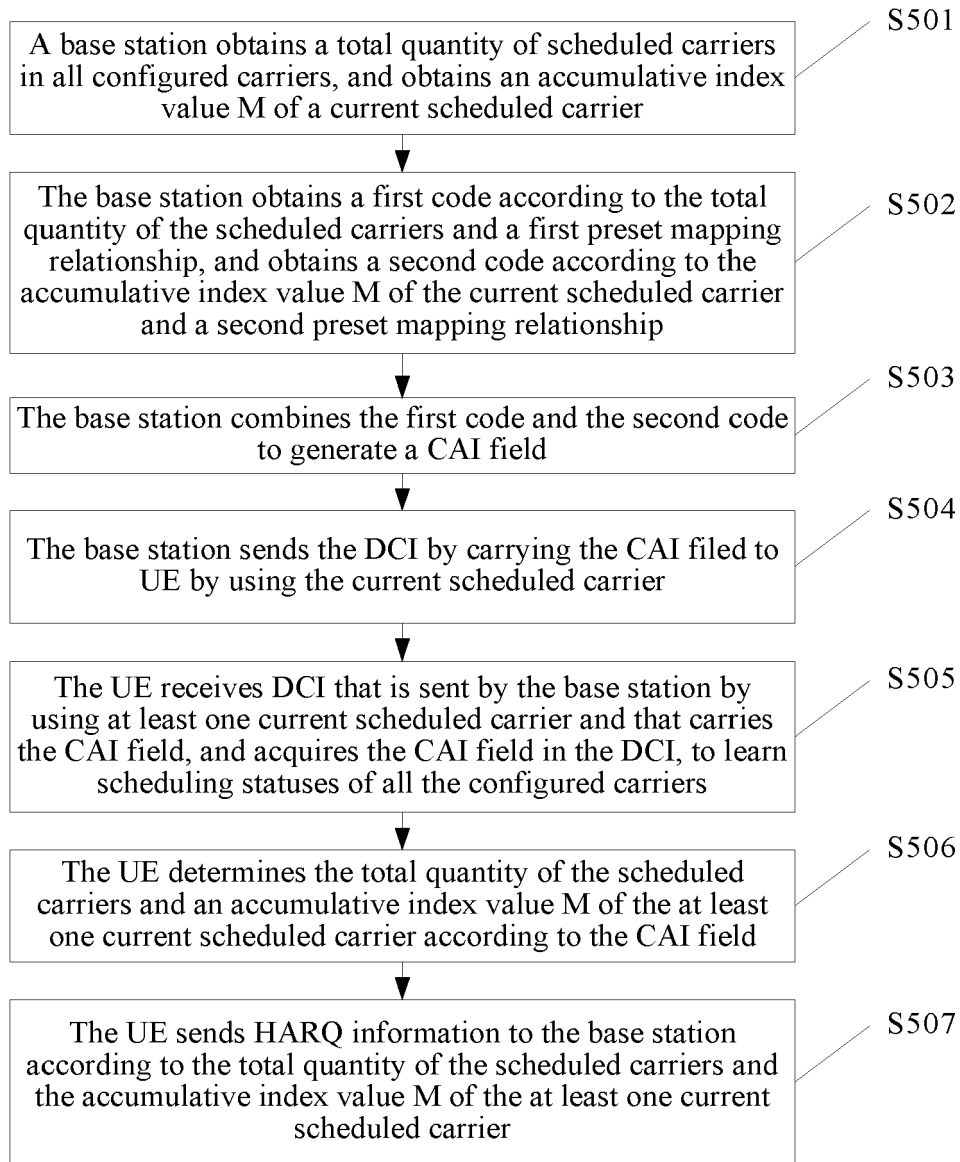 S501
A base station obtains a total quantity of scheduled carriers
in all configured carriers, and obtains an accumulative index
value M of a current scheduled carrier
S502
The base station obtains a first code according to the total
quantity of the scheduled carriers and a first preset mapping
relationship, and obtains a second code according to the
accumulative index value M of the current scheduled carrier
and a second preset mapping relationship
S503
The base station combines the first code and the second code
to generate a CAI field
S504
The base station sends the DCI by carrying the CAI filed to
UE by using the current scheduled carrier
S505
The UE receives DCI that is sent by the base station by
using at least one current scheduled carrier and that carries
the CAI field, and acquires the CAI field in the DCI, to learn
scheduling statuses of all the configured carriers
S506
The UE determines the total quantity of the scheduled
carriers and an accumulative index value M of the at least
one current scheduled carrier according to the CAI field
S507
The UE sends HARQ information to the base station
according to the total quantity of the scheduled carriers and
the accumulative index value M of the at least one current
scheduled carrier